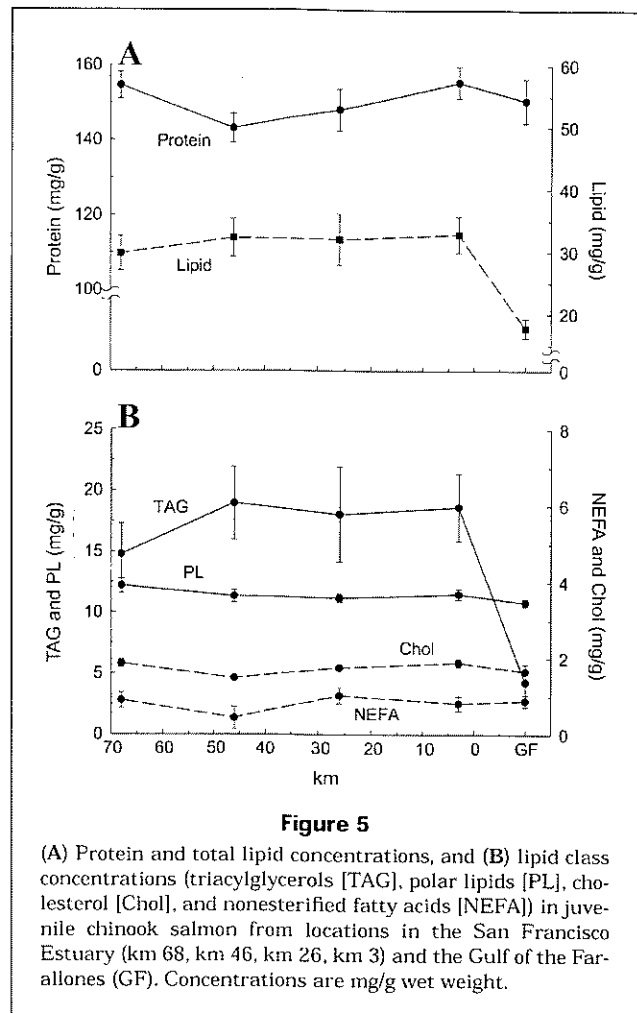 A
160
140
120
100
0
Protein (mg/g)
Protein
Lipid
60
50
40
30
20
0
Lipid (mg/g)
B
25
20
15
10
5
0
TAG and PL (mg/g)
TAG
PL
Chol
NEFA
8
6
4
2
0
NEFA and Chol (mg/g)
70 60 50 40 30 20 10 0 GF
km
Figure 5
(A) Protein and total lipid concentrations, and (B) lipid class
concentrations (triacylglycerols [TAG], polar lipids [PL], cho-
lesterol [Chol], and nonesterified fatty acids [NEFA]) in juve-
nile chinook salmon from locations in the San Francisco
Estuary (km 68, km 46, km 26, km 3) and the Gulf of the Far-
allones (GF). Concentrations are mg/g wet weight.